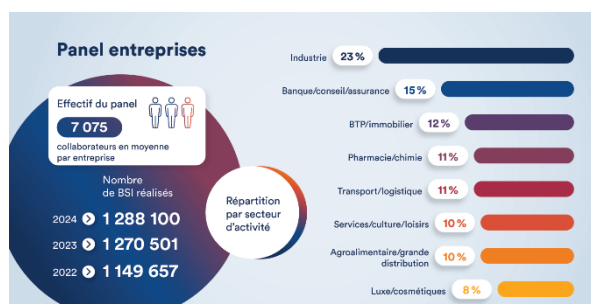 Panel entreprises
Effectif du panel
7 075
collaborateurs en moyenne
par entreprise
Nombre
de BSI réalisés
2024 1 288 100
2023 1 270 501
2022 1 149 657
Répartition
par secteur
d'activité
Industrie 23 %
Banque/conseil/assurance 15 %
BTP/immobilier 12 %
Pharmacie/chimie 11 %
Transport/logistique 11 %
Services/culture/loisirs 10 %
Agroalimentaire/grande
distribution 10 %
Luxe/cosmétiques 8 %